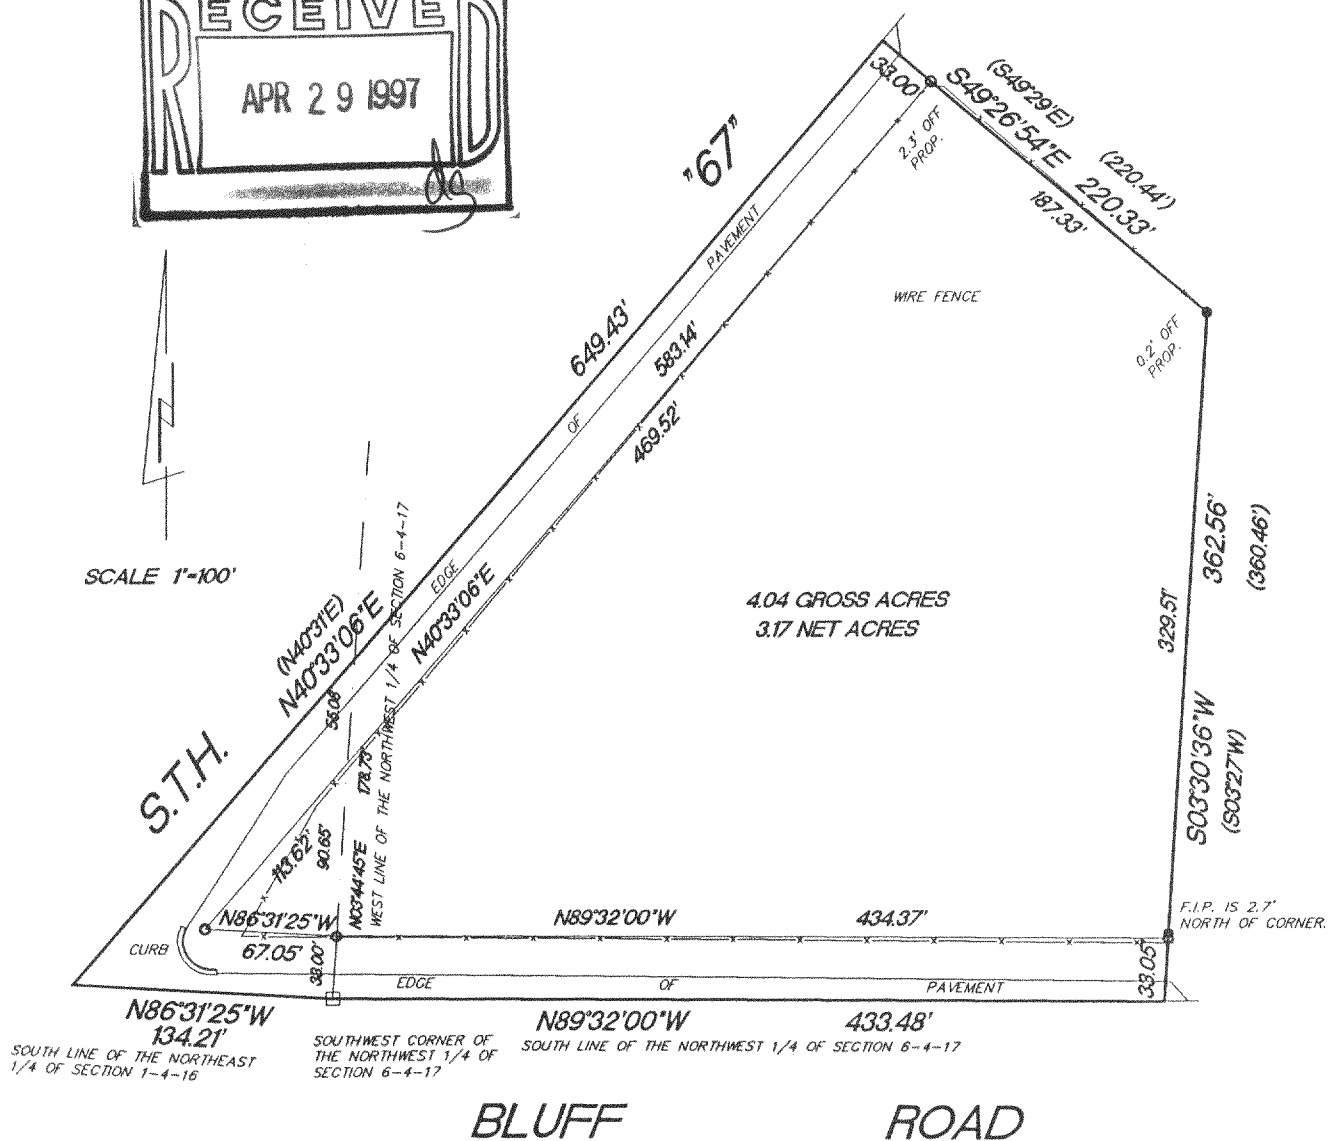 RECEIVED
APR 29 1997
dg
"67"
33.00'
(S49°29'E)
S49°26'54"E 220.33'
(220.44')
187.33'
2.3' OFF
PROP.
PAVEMENT
WIRE FENCE
0.2' OFF
PROP.
649.43'
583.14'
469.52'
OF
EDGE
SCALE 1"=100'
(N40°31'E)
N40°33'06"E
N40°33'06"E
4.04 GROSS ACRES
3.17 NET ACRES
362.56'
(360.46')
329.51'
S03°30'36"W
(S03°27'W)
S.T.H.
55.08'
178.73'
WEST LINE OF THE NORTHWEST 1/4 OF SECTION 6-4-17
90.65'
113.62'
N03°44'45"E
N86°31'25"W
67.05'
33.00'
CURB
N89°32'00"W 434.37'
F.I.P. IS 2.7'
NORTH OF CORNER.
33.05'
EDGE OF PAVEMENT
N86°31'25"W
134.21'
SOUTH LINE OF THE NORTHEAST
1/4 OF SECTION 1-4-16
SOUTHWEST CORNER OF
THE NORTHWEST 1/4 OF
SECTION 6-4-17
N89°32'00"W 433.48'
SOUTH LINE OF THE NORTHWEST 1/4 OF SECTION 6-4-17
BLUFF ROAD